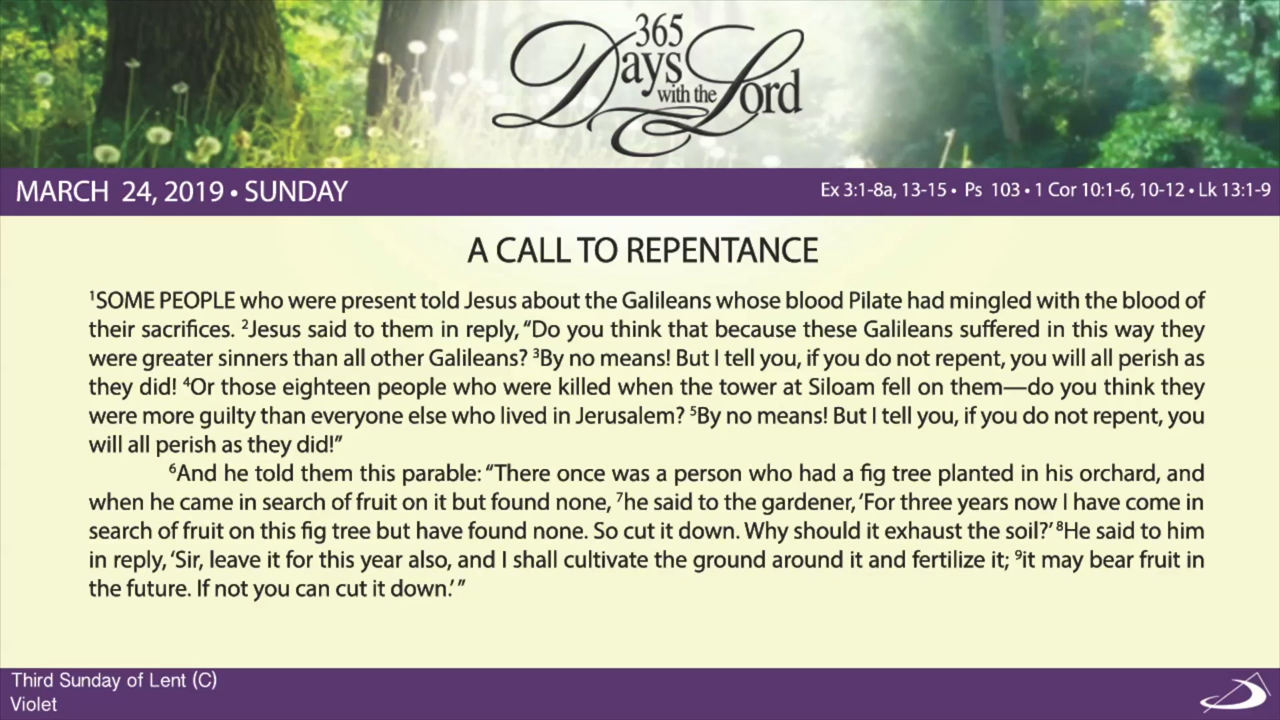 365
Days
with the
Lord
MARCH 24, 2019 • SUNDAY
Ex 3:1-8a, 13-15 • Ps 103 • 1 Cor 10:1-6, 10-12 • Lk 13:1-9
A CALL TO REPENTANCE
¹SOME PEOPLE who were present told Jesus about the Galileans whose blood Pilate had mingled with the blood of
their sacrifices. ²Jesus said to them in reply, “Do you think that because these Galileans suffered in this way they
were greater sinners than all other Galileans? ³By no means! But I tell you, if you do not repent, you will all perish as
they did! ⁴Or those eighteen people who were killed when the tower at Siloam fell on them—do you think they
were more guilty than everyone else who lived in Jerusalem? ⁵By no means! But I tell you, if you do not repent, you
will all perish as they did!”
⁶And he told them this parable: “There once was a person who had a fig tree planted in his orchard, and
when he came in search of fruit on it but found none, ⁷he said to the gardener, ‘For three years now I have come in
search of fruit on this fig tree but have found none. So cut it down. Why should it exhaust the soil?’ ⁸He said to him
in reply, ‘Sir, leave it for this year also, and I shall cultivate the ground around it and fertilize it; ⁹it may bear fruit in
the future. If not you can cut it down.’”
Third Sunday of Lent (C)
Violet